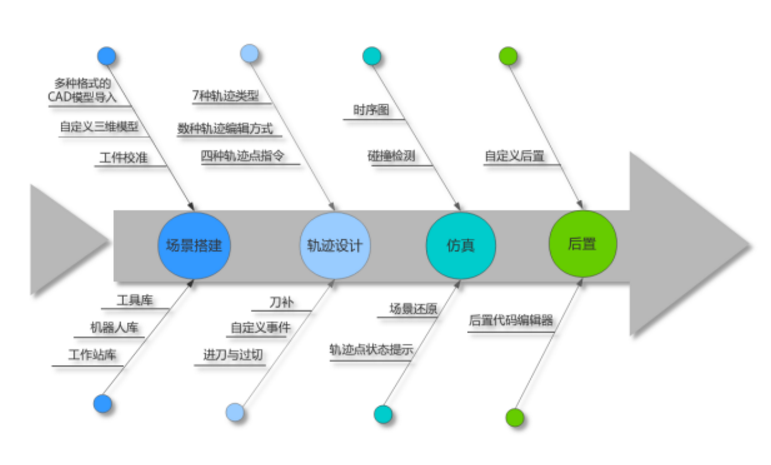 多种格式的
CAD模型导入
自定义三维模型
工件校准
7种轨迹类型
数种轨迹编辑方式
四种轨迹点指令
时序图
碰撞检测
自定义后置
场景搭建
轨迹设计
仿真
后置
工具库
机器人库
工作站库
刀补
自定义事件
进刀与过切
场景还原
轨迹点状态提示
后置代码编辑器